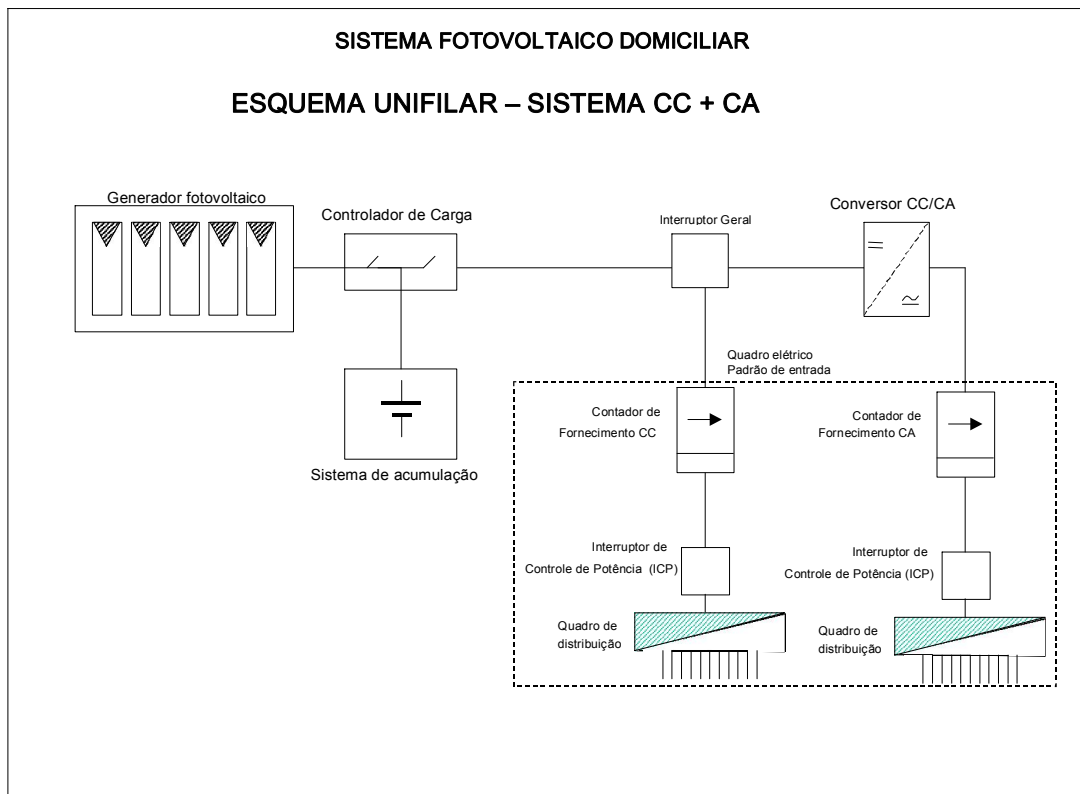 SISTEMA FOTOVOLTAICO DOMICILIAR
ESQUEMA UNIFILAR – SISTEMA CC + CA
Generador fotovoltaico
Controlador de Carga
Interruptor Geral
Conversor CC/CA
Sistema de acumulação
Quadro elétrico
Padrão de entrada
Contador de
Fornecimento CC
Contador de
Fornecimento CA
Interruptor de
Controle de Potência (ICP)
Interruptor de
Controle de Potência (ICP)
Quadro de
distribuição
Quadro de
distribuição